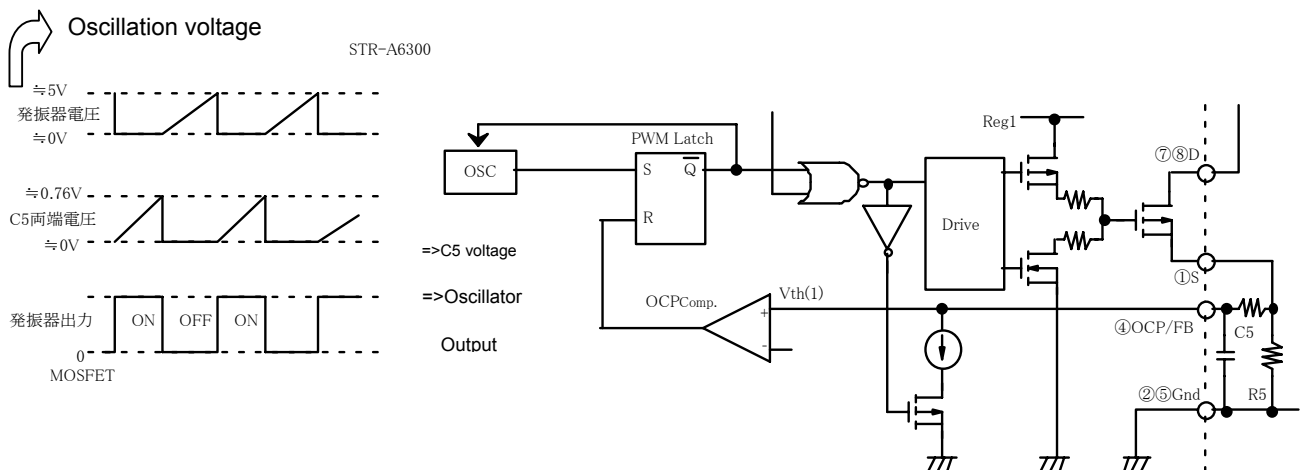 Oscillation voltage
STR-A6300
≒5V
発振器電圧
≒0V
≒0.76V
C5両端電圧
≒0V
=>C5 voltage
発振器出力
ON
OFF
ON
0
MOSFET
=>Oscillator
Output
OSC
PWM Latch
S
Q
R
OCPComp.
Vth(1)
+
-
Drive
Reg1
⑦⑧D
①S
④OCP/FB
C5
②⑤Gnd
R5